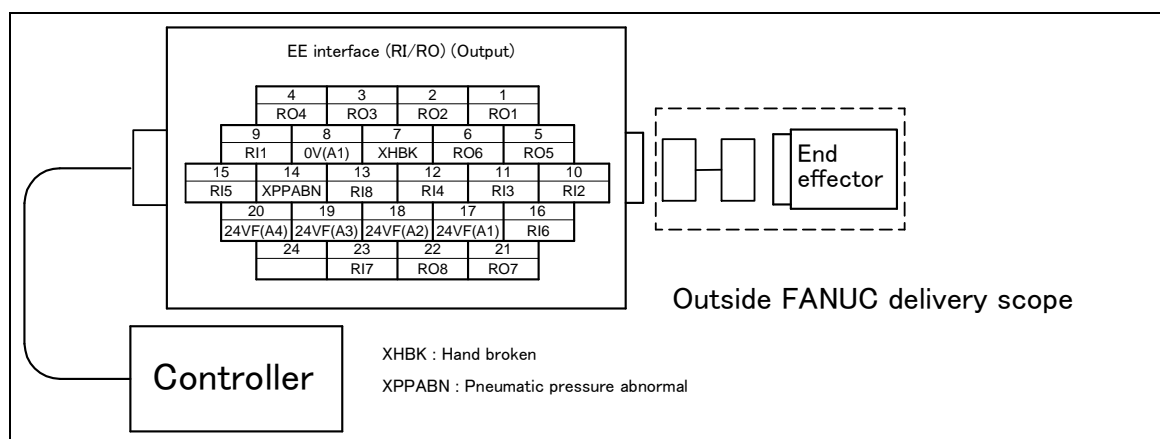 EE interface (RI/RO) (Output)
4 3 2 1
RO4 RO3 RO2 RO1
9 8 7 6 5
RI1 0V(A1) XHBK RO6 RO5
15 14 13 12 11 10
RI5 XPPABN RI8 RI4 RI3 RI2
20 19 18 17 16
24VF(A4) 24VF(A3) 24VF(A2) 24VF(A1) RI6
24 23 22 21
RI7 RO8 RO7
End
effector
Outside FANUC delivery scope
Controller
XHBK : Hand broken
XPPABN : Pneumatic pressure abnormal